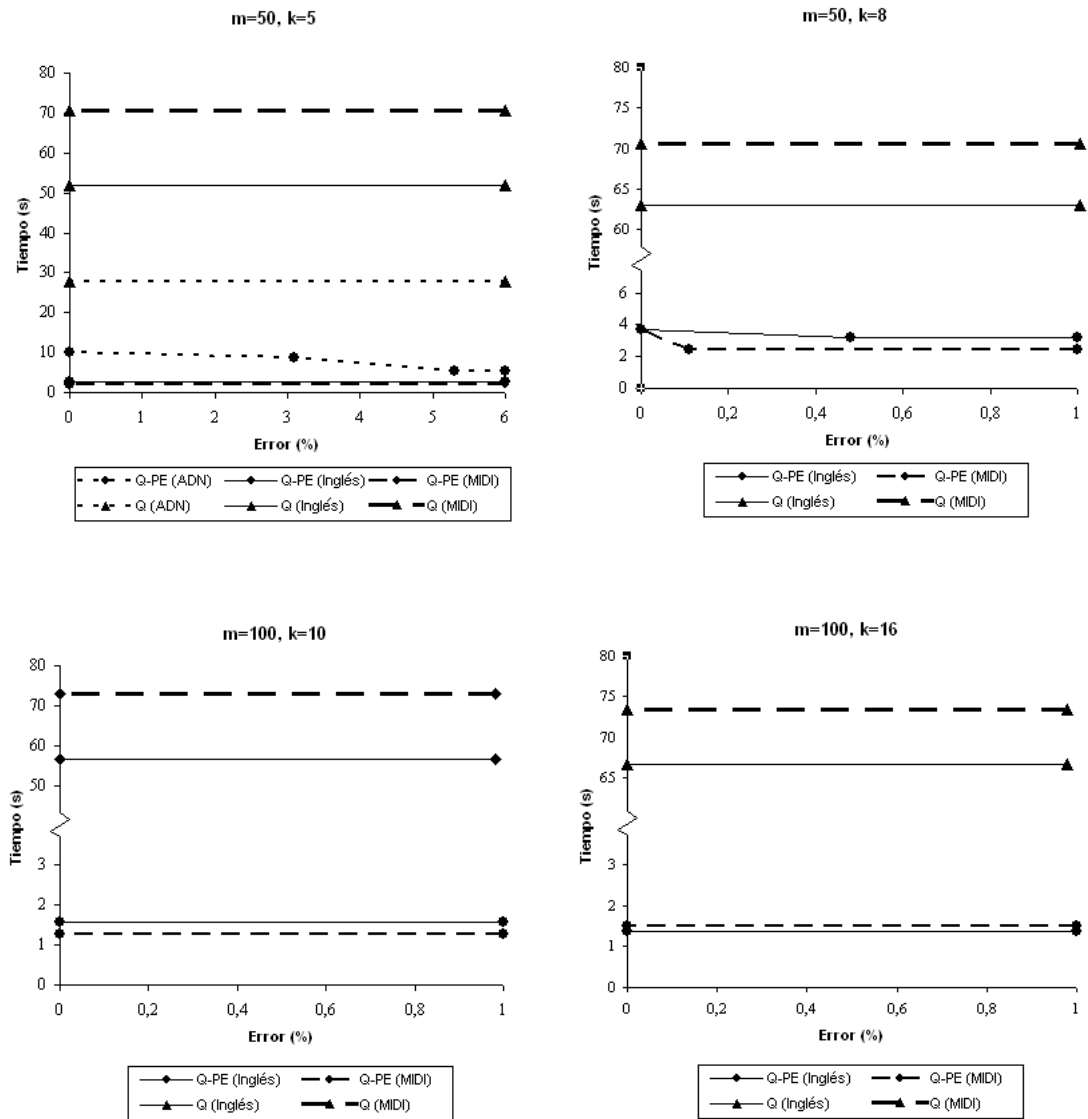 m=50, k=5
80
70
60
50
40
30
20
10
0
Tiempo (s)
0 1 2 3 4 5 6
Error (%)
Q-PE (ADN) Q-PE (Inglés) Q-PE (MIDI)
Q (ADN) Q (Inglés) Q (MIDI)
m=50, k=8
80
75
70
65
60
6
4
2
0
Tiempo (s)
0 0,2 0,4 0,6 0,8 1
Error (%)
Q-PE (Inglés) Q-PE (MIDI)
Q (Inglés) Q (MIDI)
m=100, k=10
80
70
60
50
3
2
1
0
Tiempo (s)
0 0,2 0,4 0,6 0,8 1
Error (%)
Q-PE (Inglés) Q-PE (MIDI)
Q (Inglés) Q (MIDI)
m=100, k=16
80
75
70
65
3
2
1
0
Tiempo (s)
0 0,2 0,4 0,6 0,8 1
Error (%)
Q-PE (Inglés) Q-PE (MIDI)
Q (Inglés) Q (MIDI)